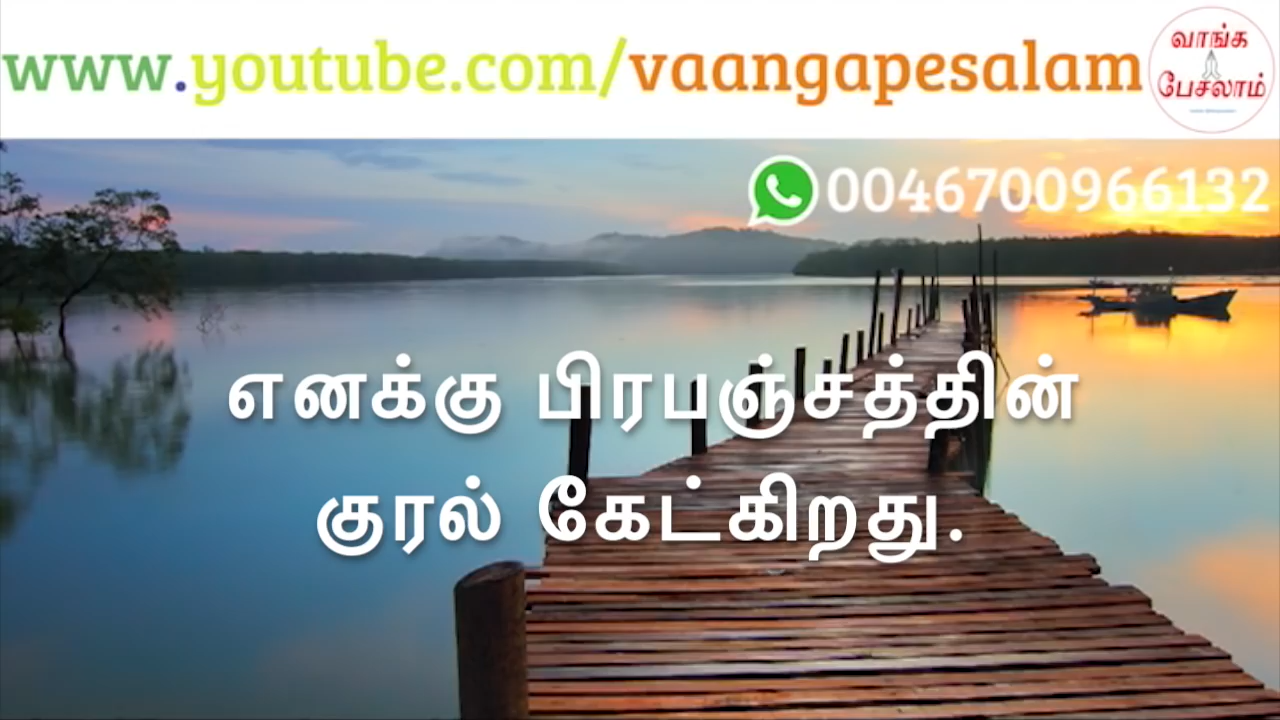 www.youtube.com/vaangapesalam
வாங்க
பேசலாம்
0046700966132
எனக்கு பிரபஞ்சத்தின்
குரல் கேட்கிறது.